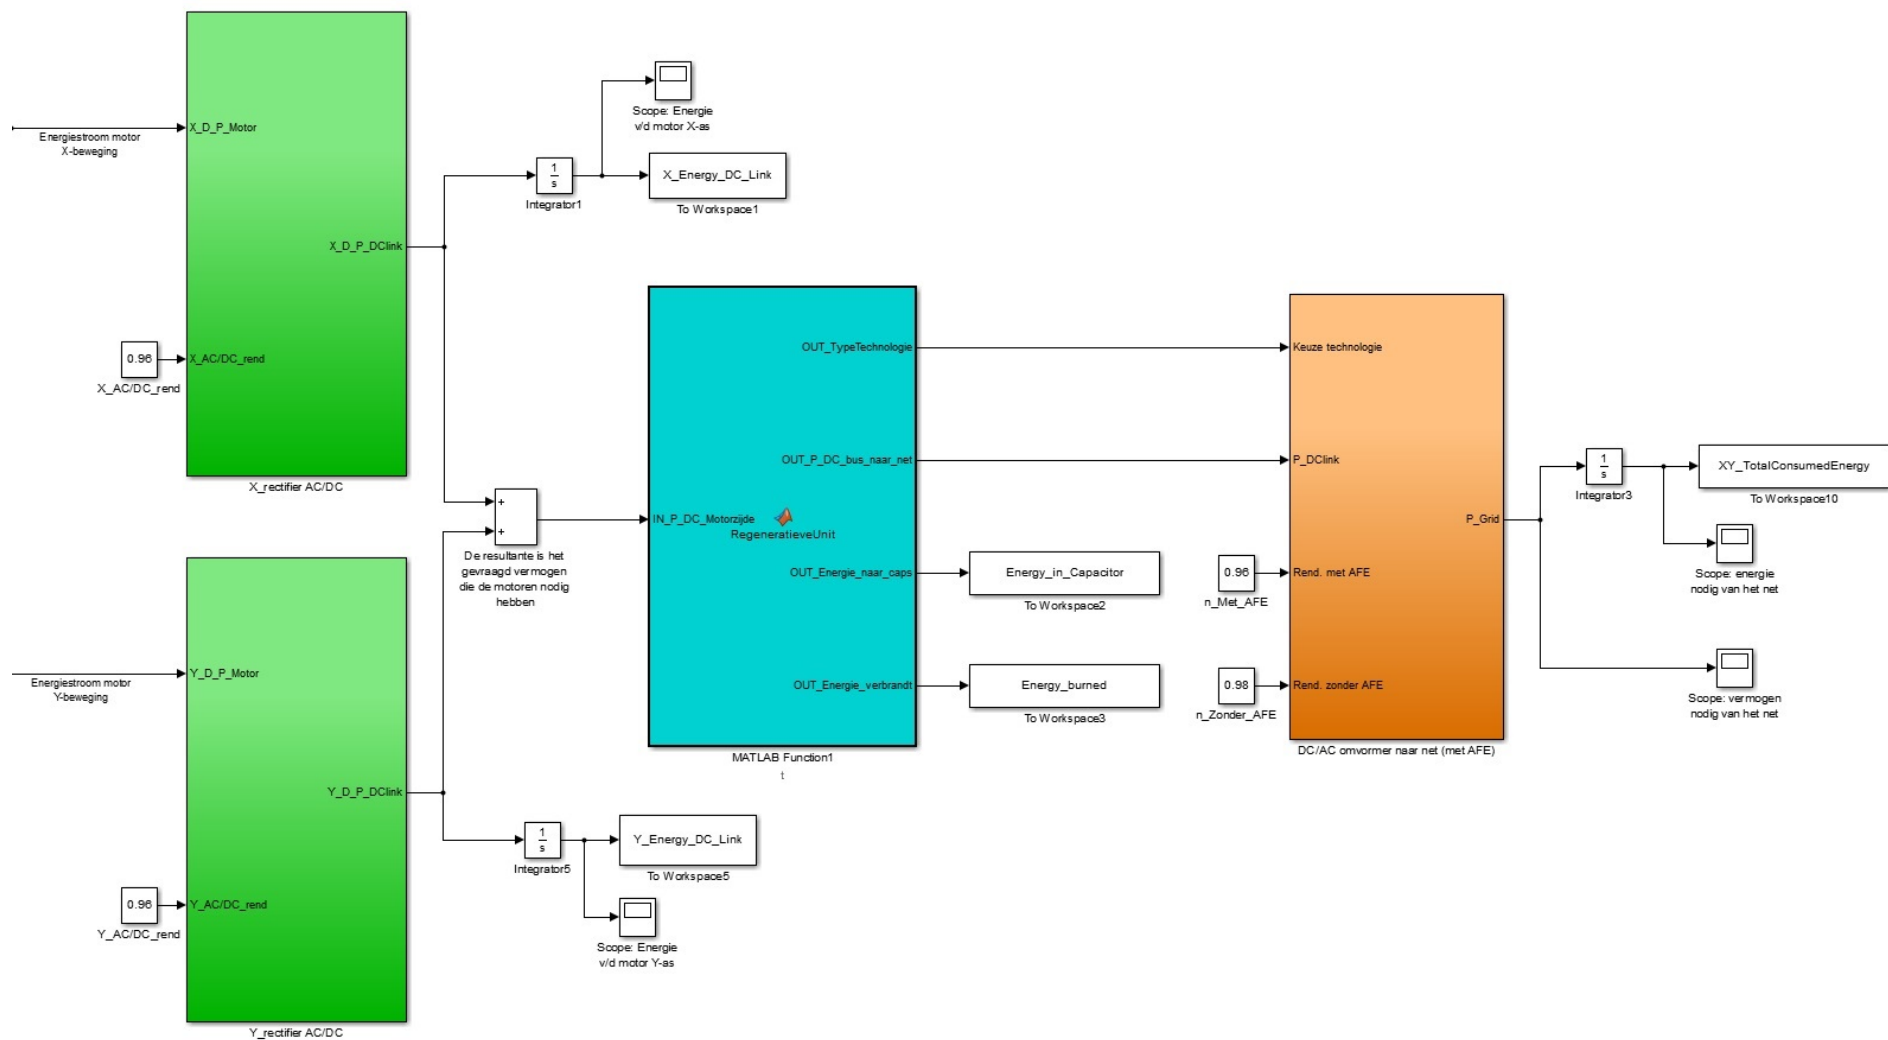 Energiestroom motor
X-beweging
X_D_P_Motor
X_D_P_DClink
0.96
X_AC/DC_rend
X_AC/DC_rend
X_rectifier AC/DC
1
s
Integrator1
Scope: Energie
v/d motor X-as
X_Energy_DC_Link
To Workspace1
+
+
De resultante is het
gevraagd vermogen
die de motoren nodig
hebben
Energiestroom motor
Y-beweging
Y_D_P_Motor
Y_D_P_DClink
0.96
Y_AC/DC_rend
Y_AC/DC_rend
Y_rectifier AC/DC
1
s
Integrator5
Y_Energy_DC_Link
To Workspace5
Scope: Energie
v/d motor Y-as
IN_P_DC_Motorzijde
RegeneratieveUnit
OUT_TypeTechnologie
OUT_P_DC_bus_naar_net
OUT_Energie_naar_caps
OUT_Energie_verbrandt
MATLAB Function1
t
Energy_in_Capacitor
To Workspace2
Energy_burned
To Workspace3
0.96
n_Met_AFE
0.98
n_Zonder_AFE
Keuze technologie
P_DClink
Rend. met AFE
Rend. zonder AFE
P_Grid
DC/AC omvormer naar net (met AFE)
1
s
Integrator3
XY_TotalConsumedEnergy
To Workspace10
Scope: energie
nodig van het net
Scope: vermogen
nodig van het net